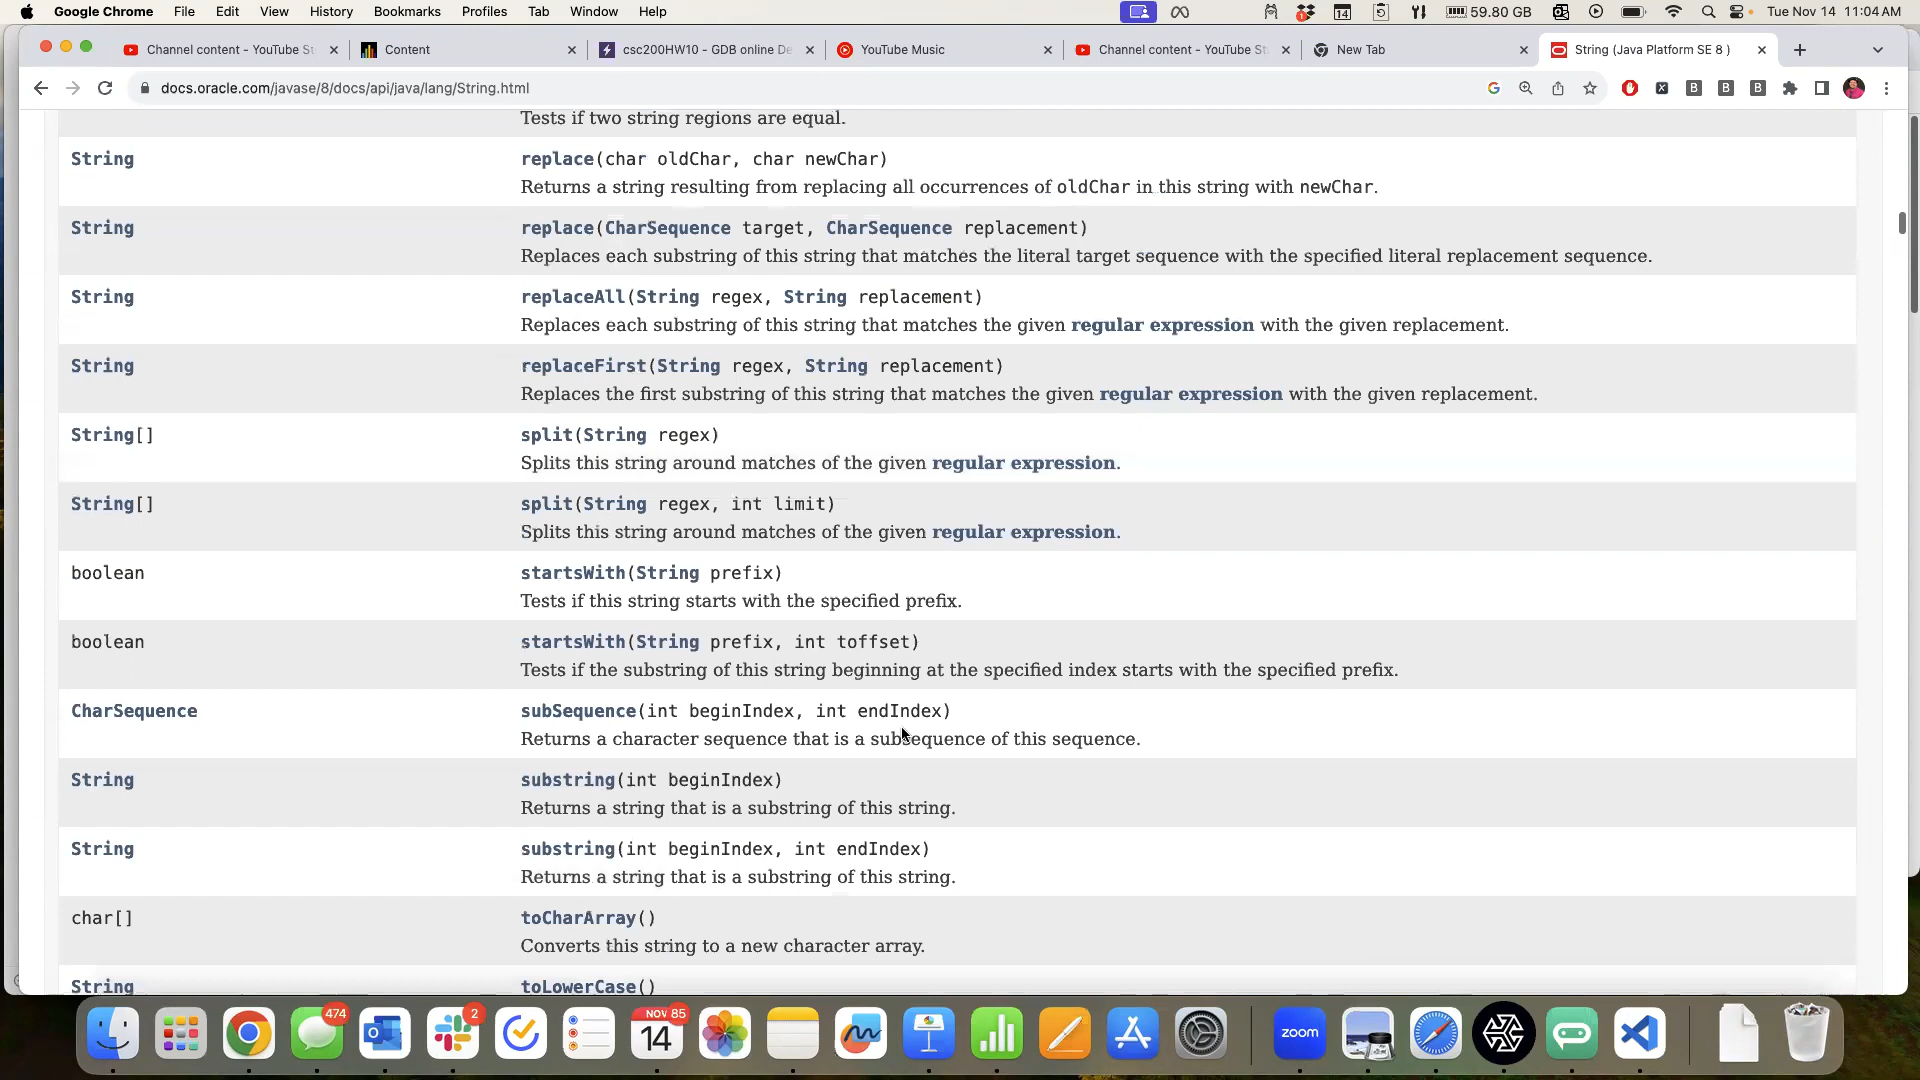 Google Chrome File Edit View History Bookmarks Profiles Tab Window Help 14 59.80 GB Tue Nov 14 11:04 AM
Channel content - YouTube St Content csc200HW10 - GDB online De YouTube Music Channel content - YouTube St New Tab String (Java Platform SE 8 )
docs.oracle.com/javase/8/docs/api/java/lang/String.html
Tests if two string regions are equal.
String replace(char oldChar, char newChar)
Returns a string resulting from replacing all occurrences of oldChar in this string with newChar.
String replace(CharSequence target, CharSequence replacement)
Replaces each substring of this string that matches the literal target sequence with the specified literal replacement sequence.
String replaceAll(String regex, String replacement)
Replaces each substring of this string that matches the given regular expression with the given replacement.
String replaceFirst(String regex, String replacement)
Replaces the first substring of this string that matches the given regular expression with the given replacement.
String[] split(String regex)
Splits this string around matches of the given regular expression.
String[] split(String regex, int limit)
Splits this string around matches of the given regular expression.
boolean startsWith(String prefix)
Tests if this string starts with the specified prefix.
boolean startsWith(String prefix, int toffset)
Tests if the substring of this string beginning at the specified index starts with the specified prefix.
CharSequence subSequence(int beginIndex, int endIndex)
Returns a character sequence that is a subsequence of this sequence.
String substring(int beginIndex)
Returns a string that is a substring of this string.
String substring(int beginIndex, int endIndex)
Returns a string that is a substring of this string.
char[] toCharArray()
Converts this string to a new character array.
String toLowerCase()
474 2 NOV 85
14 zoom